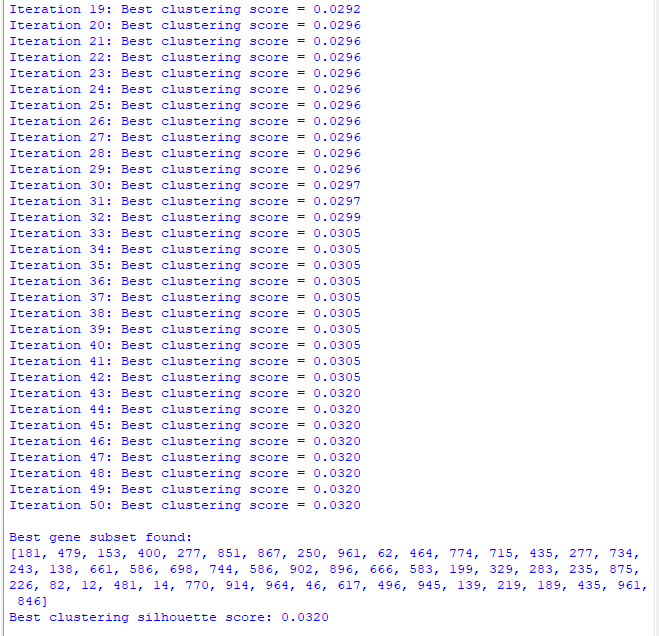 Iteration 19: Best clustering score = 0.0292
Iteration 20: Best clustering score = 0.0296
Iteration 21: Best clustering score = 0.0296
Iteration 22: Best clustering score = 0.0296
Iteration 23: Best clustering score = 0.0296
Iteration 24: Best clustering score = 0.0296
Iteration 25: Best clustering score = 0.0296
Iteration 26: Best clustering score = 0.0296
Iteration 27: Best clustering score = 0.0296
Iteration 28: Best clustering score = 0.0296
Iteration 29: Best clustering score = 0.0296
Iteration 30: Best clustering score = 0.0297
Iteration 31: Best clustering score = 0.0297
Iteration 32: Best clustering score = 0.0299
Iteration 33: Best clustering score = 0.0305
Iteration 34: Best clustering score = 0.0305
Iteration 35: Best clustering score = 0.0305
Iteration 36: Best clustering score = 0.0305
Iteration 37: Best clustering score = 0.0305
Iteration 38: Best clustering score = 0.0305
Iteration 39: Best clustering score = 0.0305
Iteration 40: Best clustering score = 0.0305
Iteration 41: Best clustering score = 0.0305
Iteration 42: Best clustering score = 0.0305
Iteration 43: Best clustering score = 0.0320
Iteration 44: Best clustering score = 0.0320
Iteration 45: Best clustering score = 0.0320
Iteration 46: Best clustering score = 0.0320
Iteration 47: Best clustering score = 0.0320
Iteration 48: Best clustering score = 0.0320
Iteration 49: Best clustering score = 0.0320
Iteration 50: Best clustering score = 0.0320
Best gene subset found:
[181, 479, 153, 400, 277, 851, 867, 250, 961, 62, 464, 774, 715, 435, 277, 734,
243, 138, 661, 586, 698, 744, 586, 902, 896, 666, 583, 199, 329, 283, 235, 875,
226, 82, 12, 481, 14, 770, 914, 964, 46, 617, 496, 945, 139, 219, 189, 435, 961,
846]
Best clustering silhouette score: 0.0320